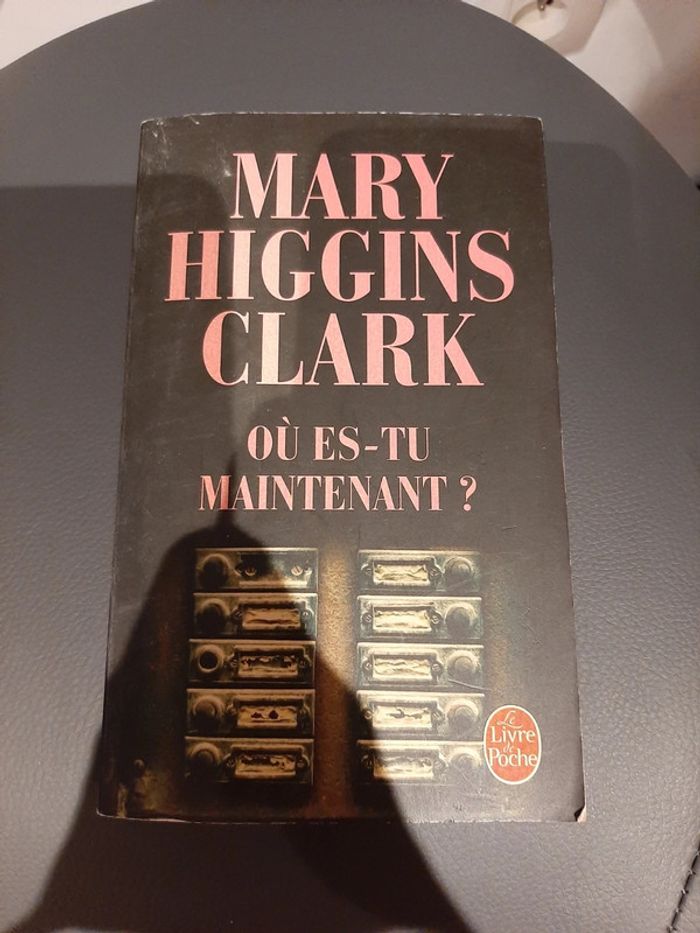 MARY
HIGGINS
CLARK
OÙ ES-TU
MAINTENANT ?
Le
Livre
de
Poche